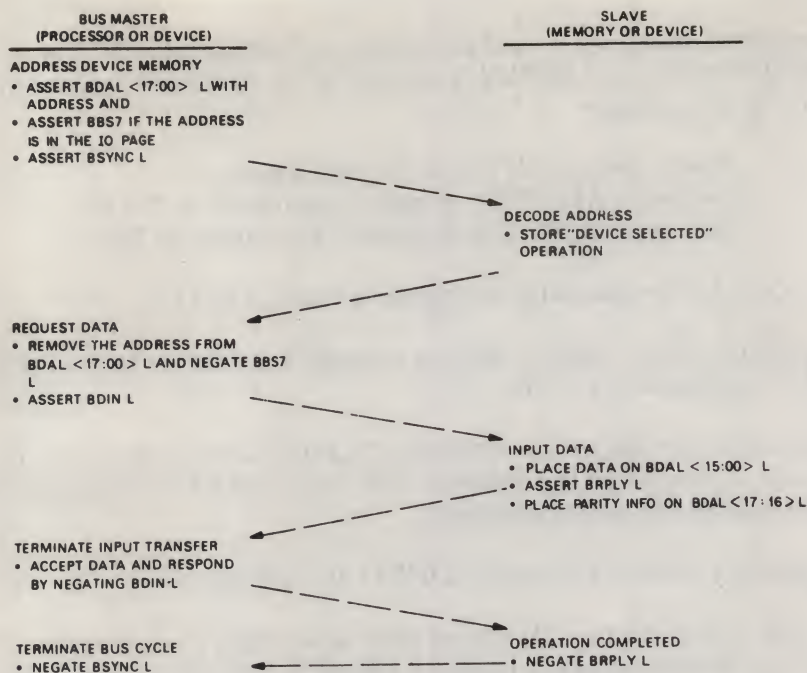 BUS MASTER
(PROCESSOR OR DEVICE)
SLAVE
(MEMORY OR DEVICE)
ADDRESS DEVICE MEMORY
• ASSERT BDAL <17:00> L WITH
ADDRESS AND
• ASSERT BBS7 IF THE ADDRESS
IS IN THE IO PAGE
• ASSERT BSYNC L
DECODE ADDRESS
• STORE "DEVICE SELECTED"
OPERATION
REQUEST DATA
• REMOVE THE ADDRESS FROM
BDAL <17:00> L AND NEGATE BBS7
L
• ASSERT BDIN L
INPUT DATA
• PLACE DATA ON BDAL <15:00> L
• ASSERT BRPLY L
• PLACE PARITY INFO ON BDAL <17:16> L
TERMINATE INPUT TRANSFER
• ACCEPT DATA AND RESPOND
BY NEGATING BDIN L
OPERATION COMPLETED
• NEGATE BRPLY L
TERMINATE BUS CYCLE
• NEGATE BSYNC L